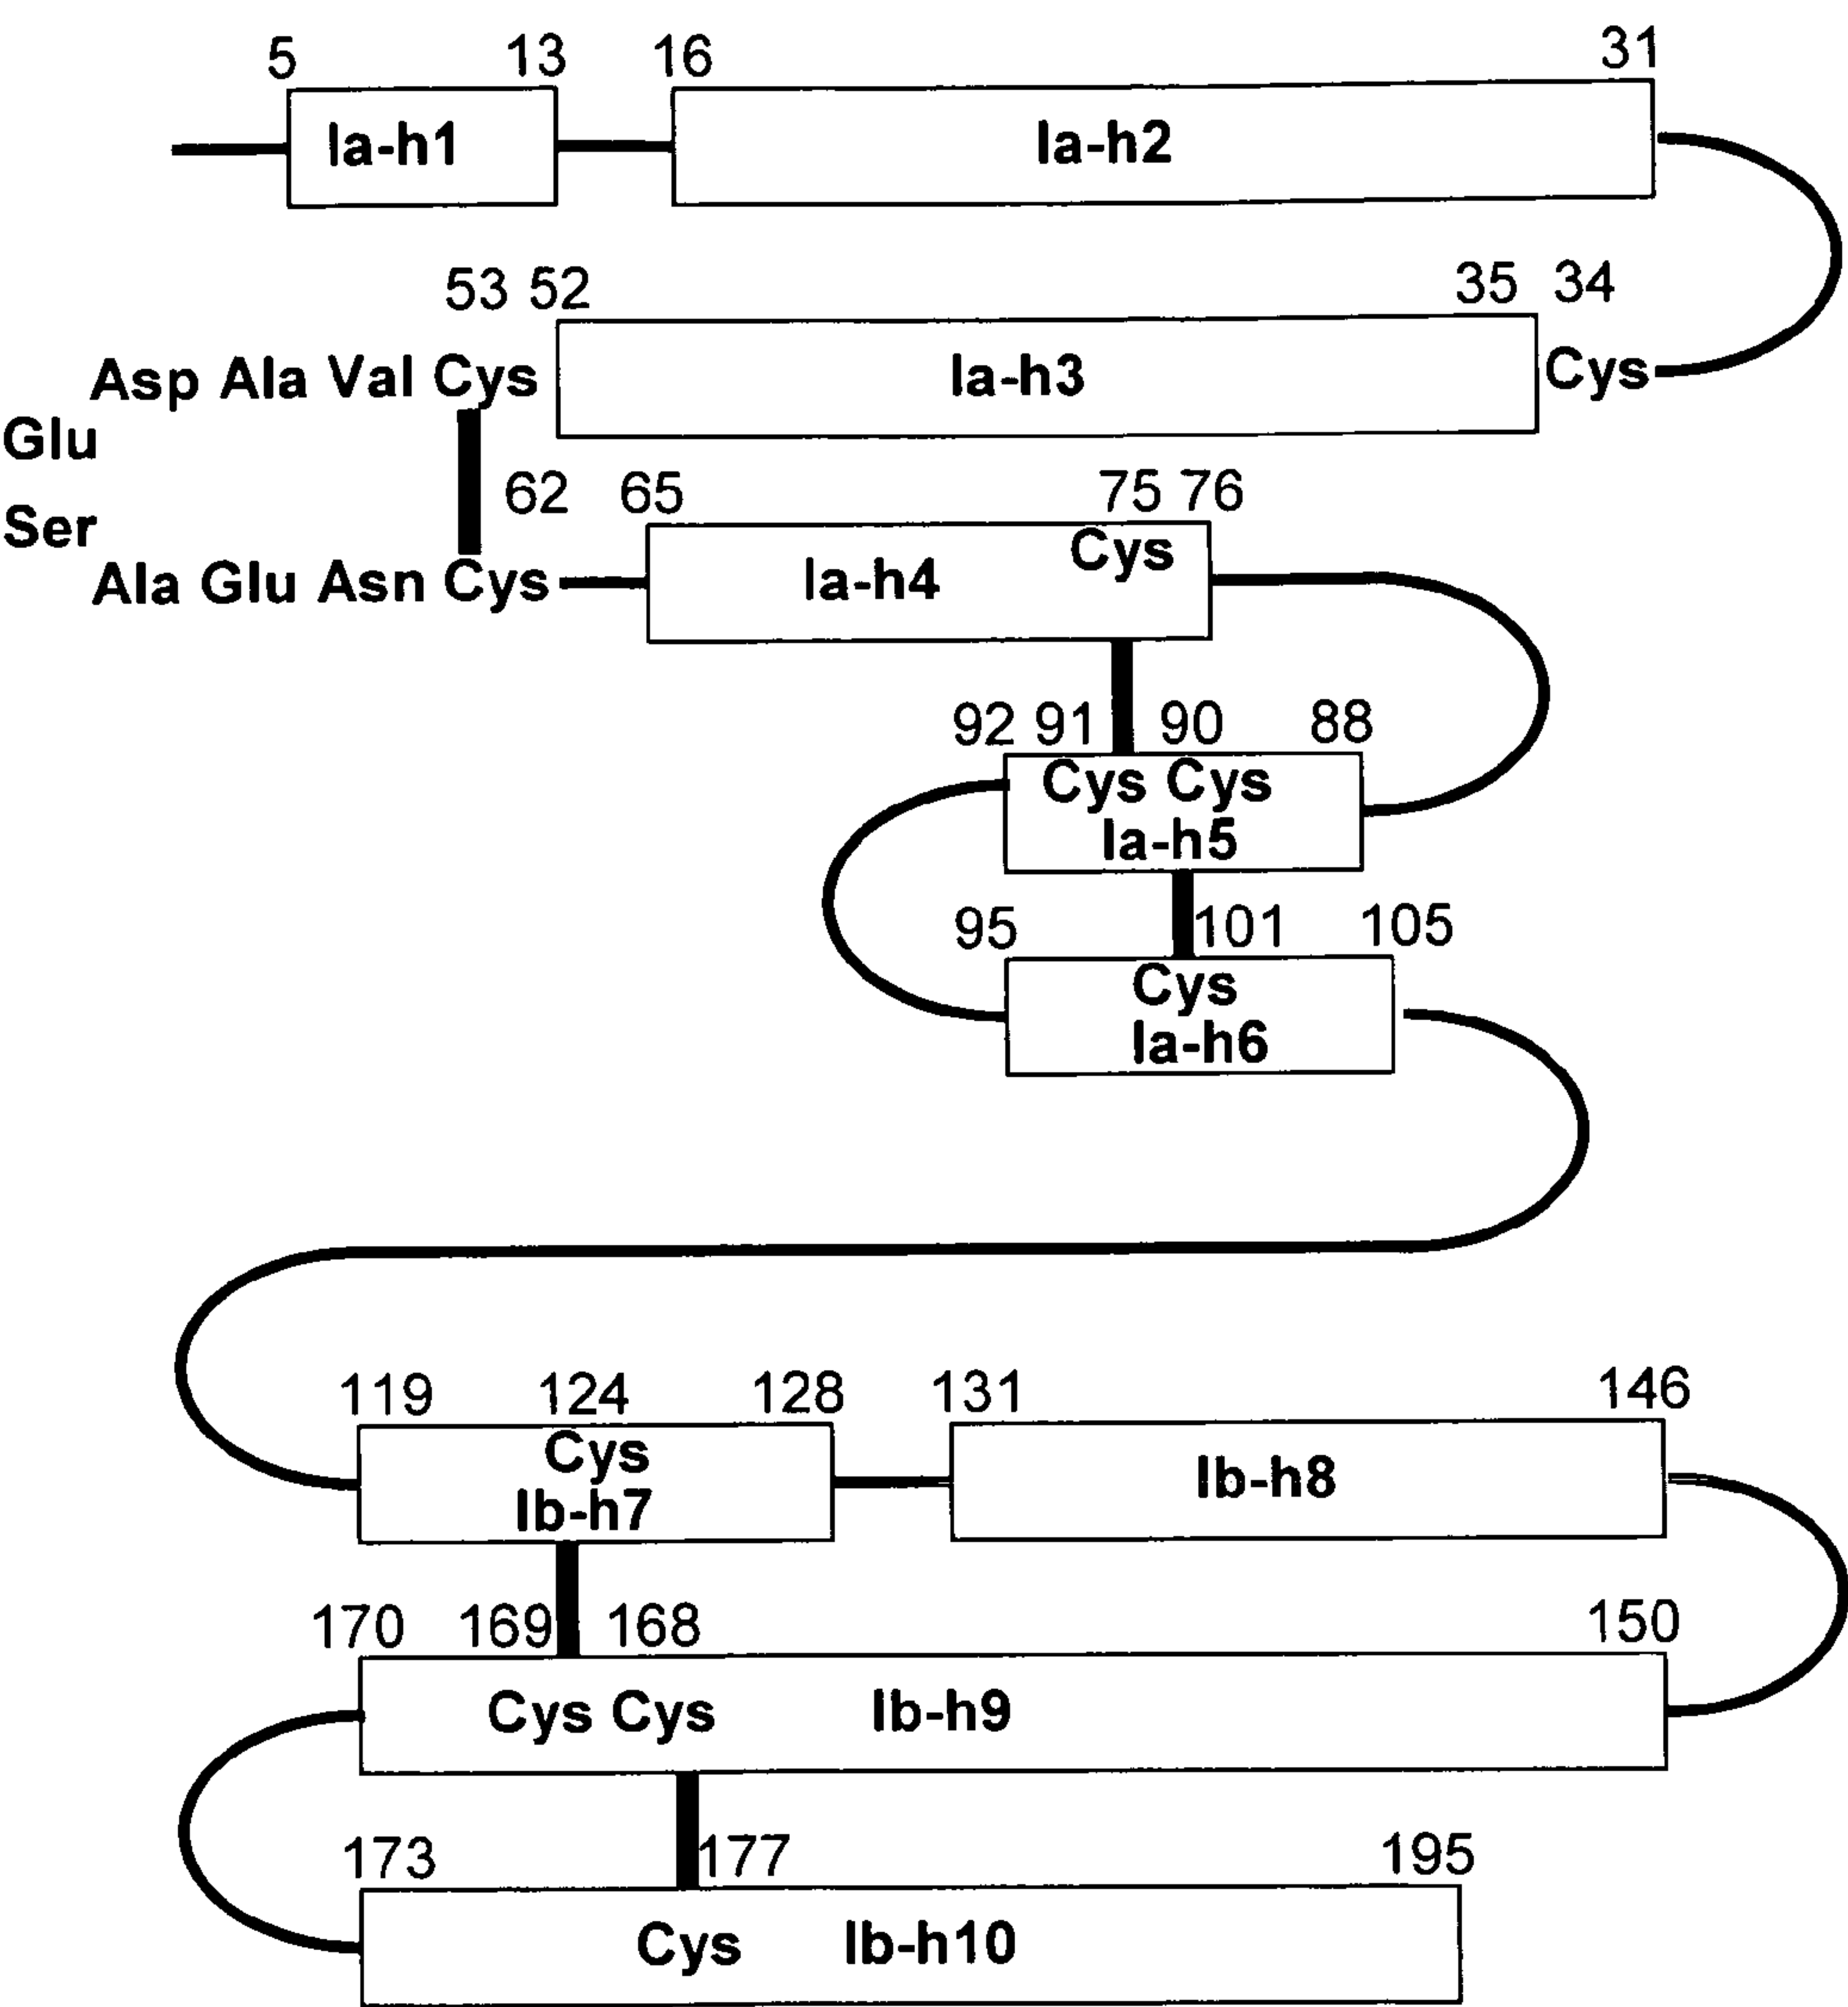 5 13 16 31
Ia-h1 Ia-h2
53 52 35 34
Asp Ala Val Cys Ia-h3 Cys
Glu
62 65 75 76
Ser Cys
Ala Glu Asn Cys Ia-h4
92 91 90 88
Cys Cys
Ia-h5
95 101 105
Cys
Ia-h6
119 124 128 131 146
Cys
Ib-h7 Ib-h8
170 169 168 150
Cys Cys Ib-h9
173 177 195
Cys Ib-h10